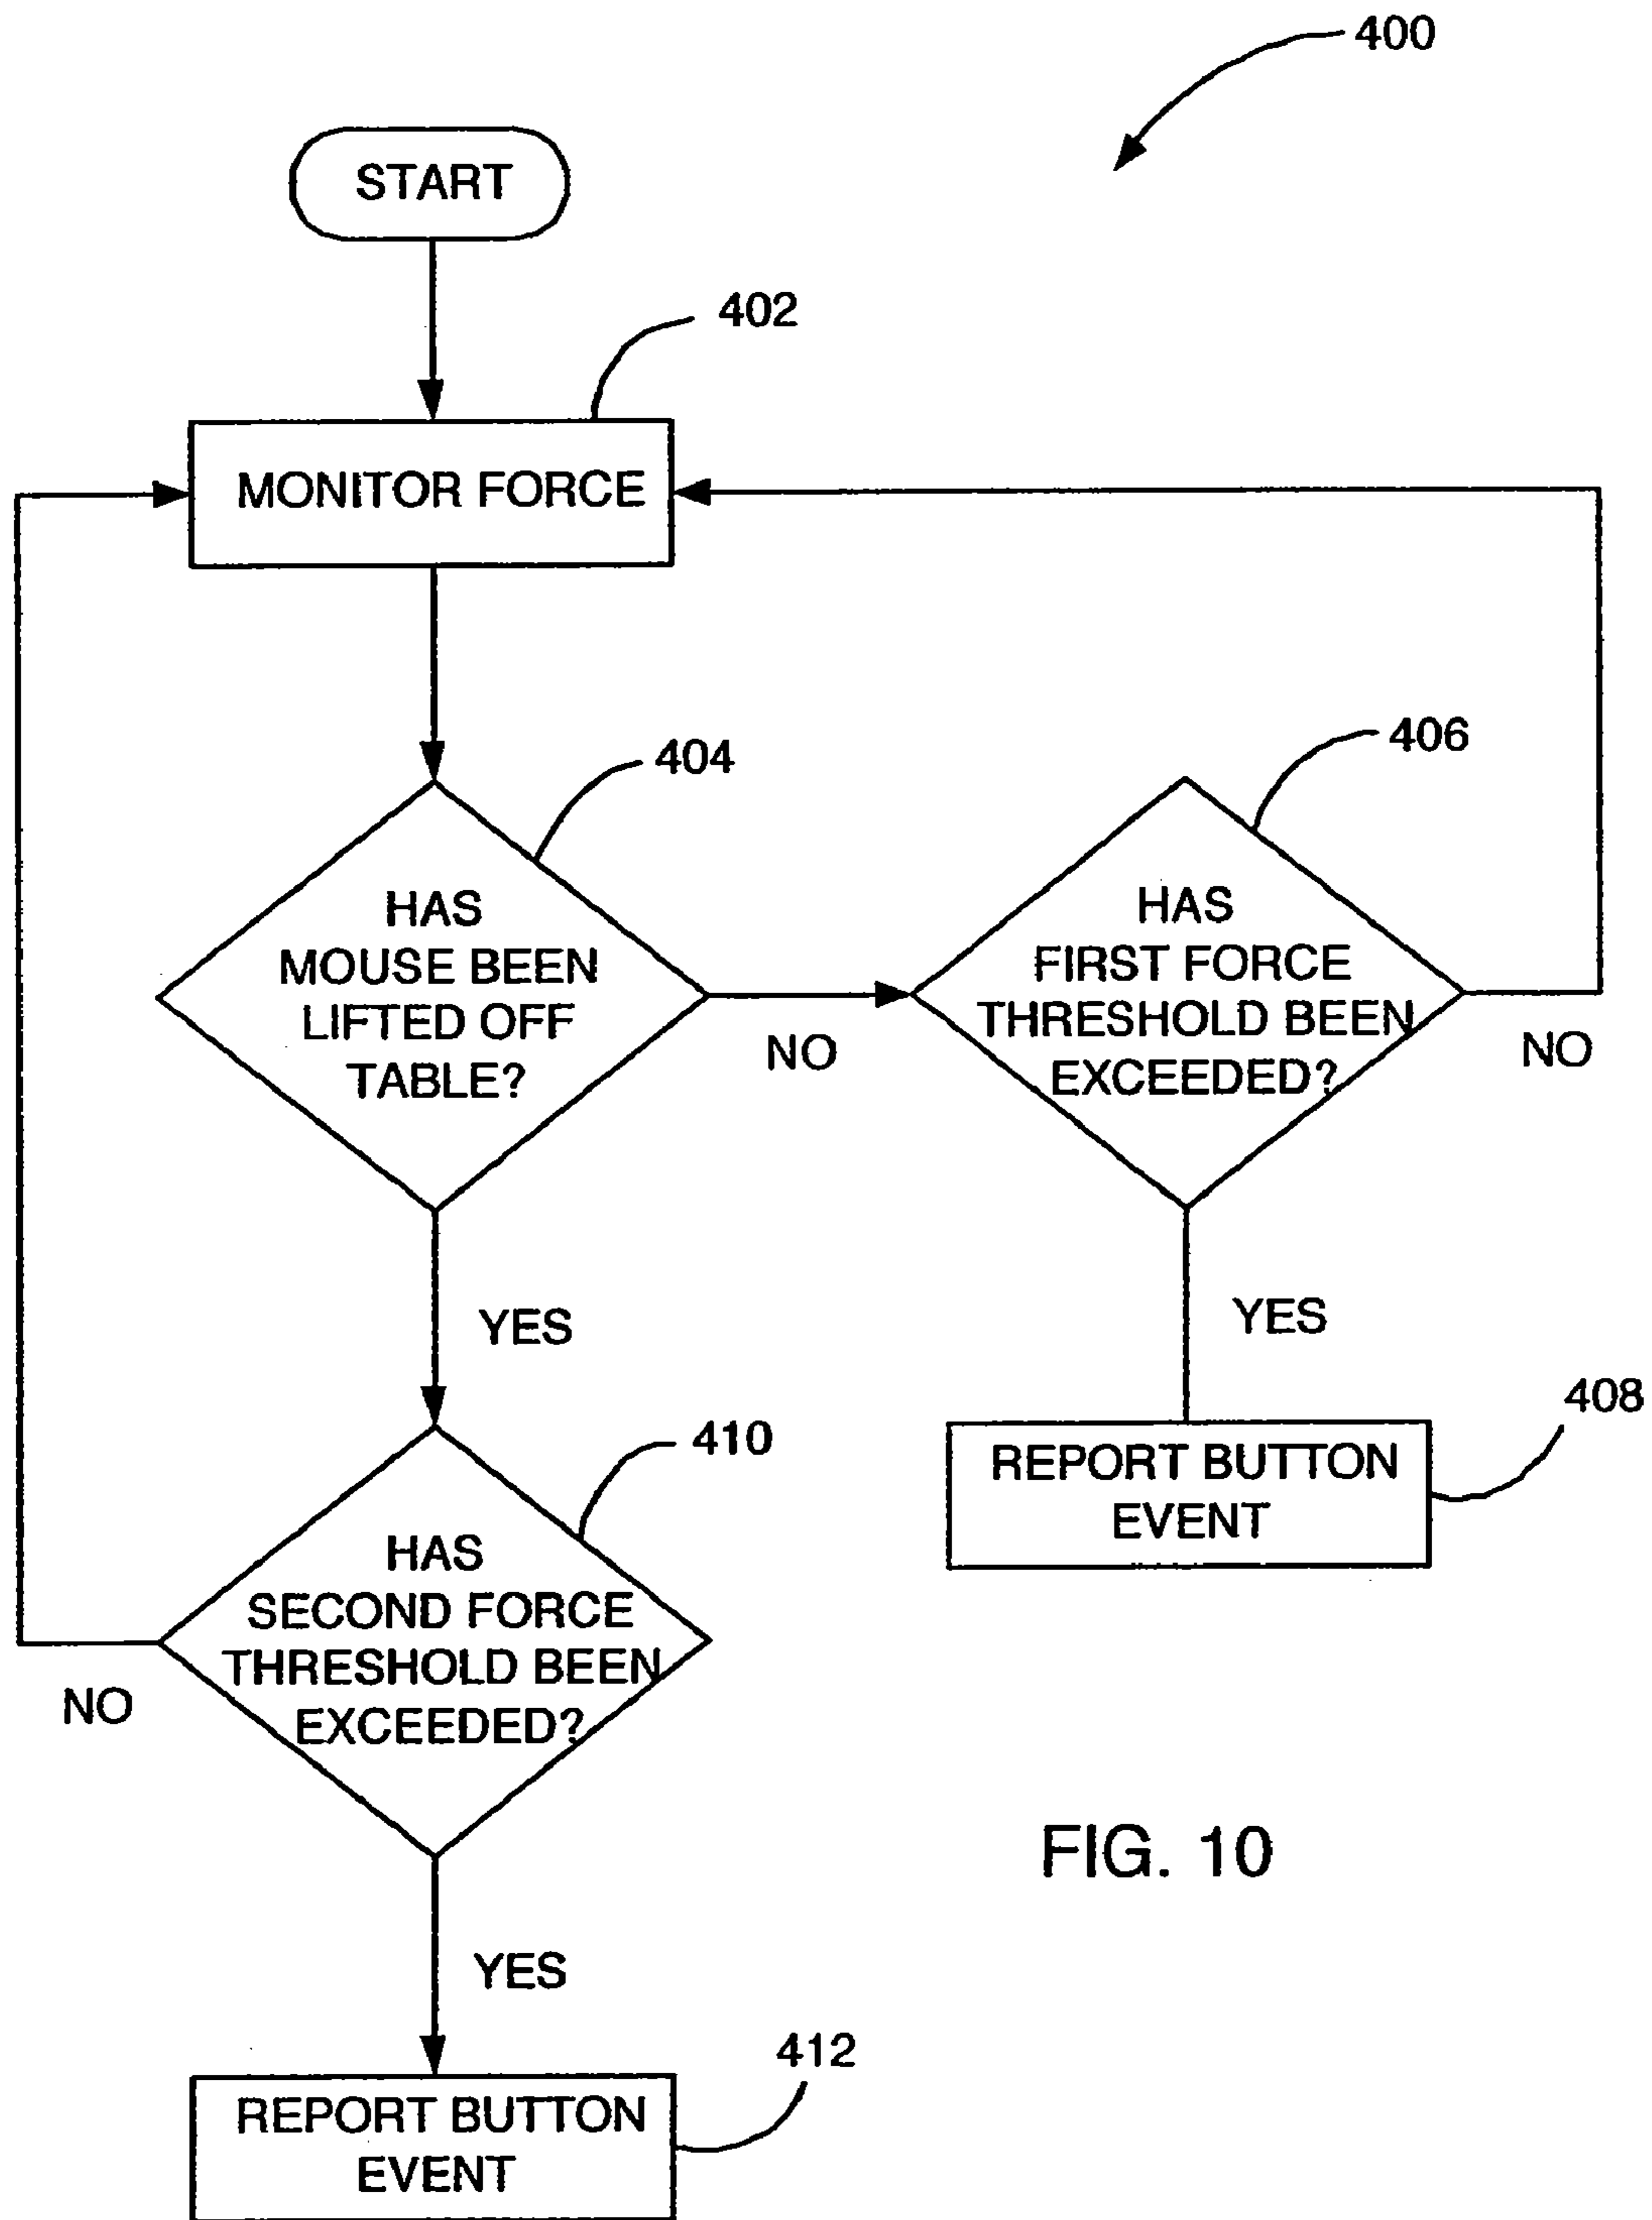 400
START
402
MONITOR FORCE
404
406
HAS
MOUSE BEEN
LIFTED OFF
TABLE?
NO
HAS
FIRST FORCE
THRESHOLD BEEN
EXCEEDED?
NO
YES
YES
408
REPORT BUTTON
EVENT
410
HAS
SECOND FORCE
THRESHOLD BEEN
EXCEEDED?
NO
FIG. 10
YES
412
REPORT BUTTON
EVENT